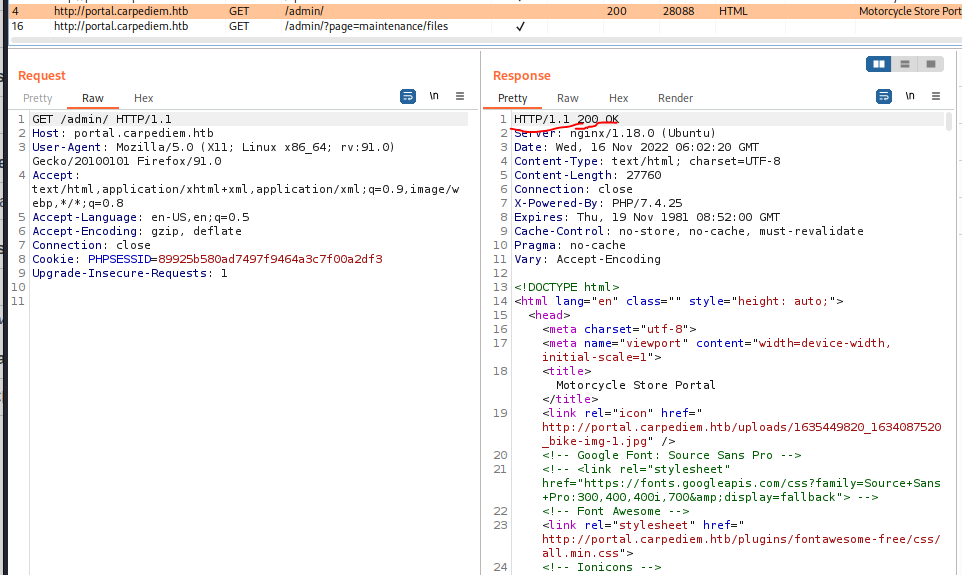 4 http://portal.carpediem.htb GET /admin/ 200 28088 HTML Motorcycle Store Port
16 http://portal.carpediem.htb GET /admin/?page=maintenance/files ✓
Request
Pretty Raw Hex \n
1 GET /admin/ HTTP/1.1
2 Host: portal.carpediem.htb
3 User-Agent: Mozilla/5.0 (X11; Linux x86_64; rv:91.0)
Gecko/20100101 Firefox/91.0
4 Accept:
text/html,application/xhtml+xml,application/xml;q=0.9,image/w
ebp,*/*;q=0.8
5 Accept-Language: en-US,en;q=0.5
6 Accept-Encoding: gzip, deflate
7 Connection: close
8 Cookie: PHPSESSID=89925b580ad7497f9464a3c7f00a2df3
9 Upgrade-Insecure-Requests: 1
10
11
Response
Pretty Raw Hex Render \n
1 HTTP/1.1 200 OK
2 Server: nginx/1.18.0 (Ubuntu)
3 Date: Wed, 16 Nov 2022 06:02:20 GMT
4 Content-Type: text/html; charset=UTF-8
5 Content-Length: 27760
6 Connection: close
7 X-Powered-By: PHP/7.4.25
8 Expires: Thu, 19 Nov 1981 08:52:00 GMT
9 Cache-Control: no-store, no-cache, must-revalidate
10 Pragma: no-cache
11 Vary: Accept-Encoding
12
13 <!DOCTYPE html>
14 <html lang="en" class="" style="height: auto;">
15 <head>
16 <meta charset="utf-8">
17 <meta name="viewport" content="width=device-width,
initial-scale=1">
18 <title>
Motorcycle Store Portal
</title>
19 <link rel="icon" href="
http://portal.carpediem.htb/uploads/1635449820_1634087520
_bike-img-1.jpg" />
20 <!-- Google Font: Source Sans Pro -->
21 <!-- <link rel="stylesheet"
href="https://fonts.googleapis.com/css?family=Source+Sans
+Pro:300,400,400i,700&amp;display=fallback"> -->
22 <!-- Font Awesome -->
23 <link rel="stylesheet" href="
http://portal.carpediem.htb/plugins/fontawesome-free/css/
all.min.css">
24 <!-- Ionicons -->